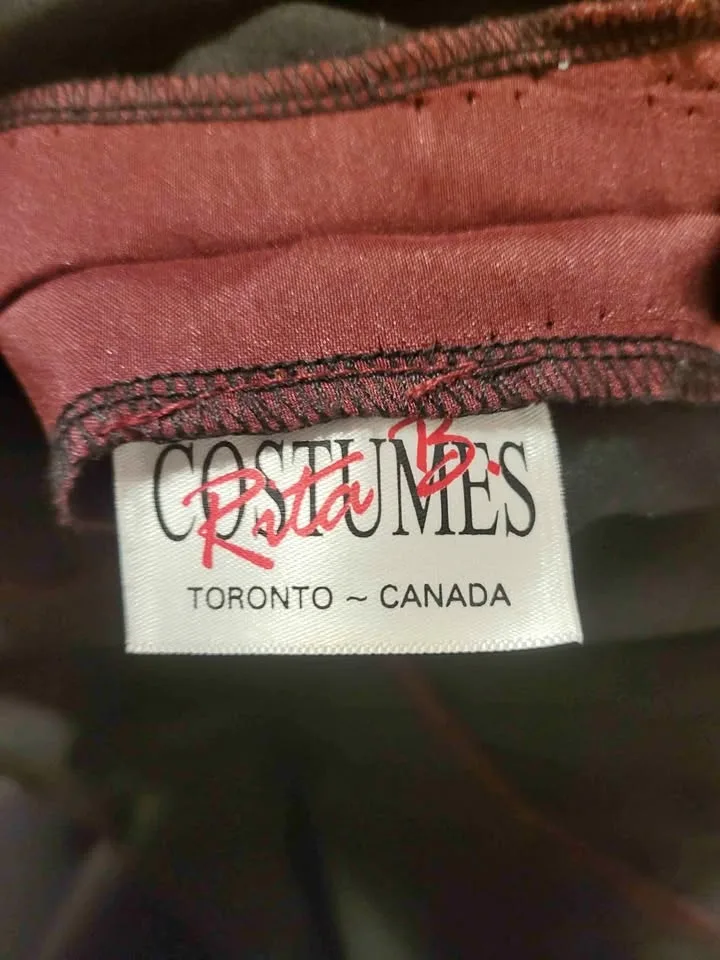 COSTUMES
Rita B.
TORONTO ~ CANADA